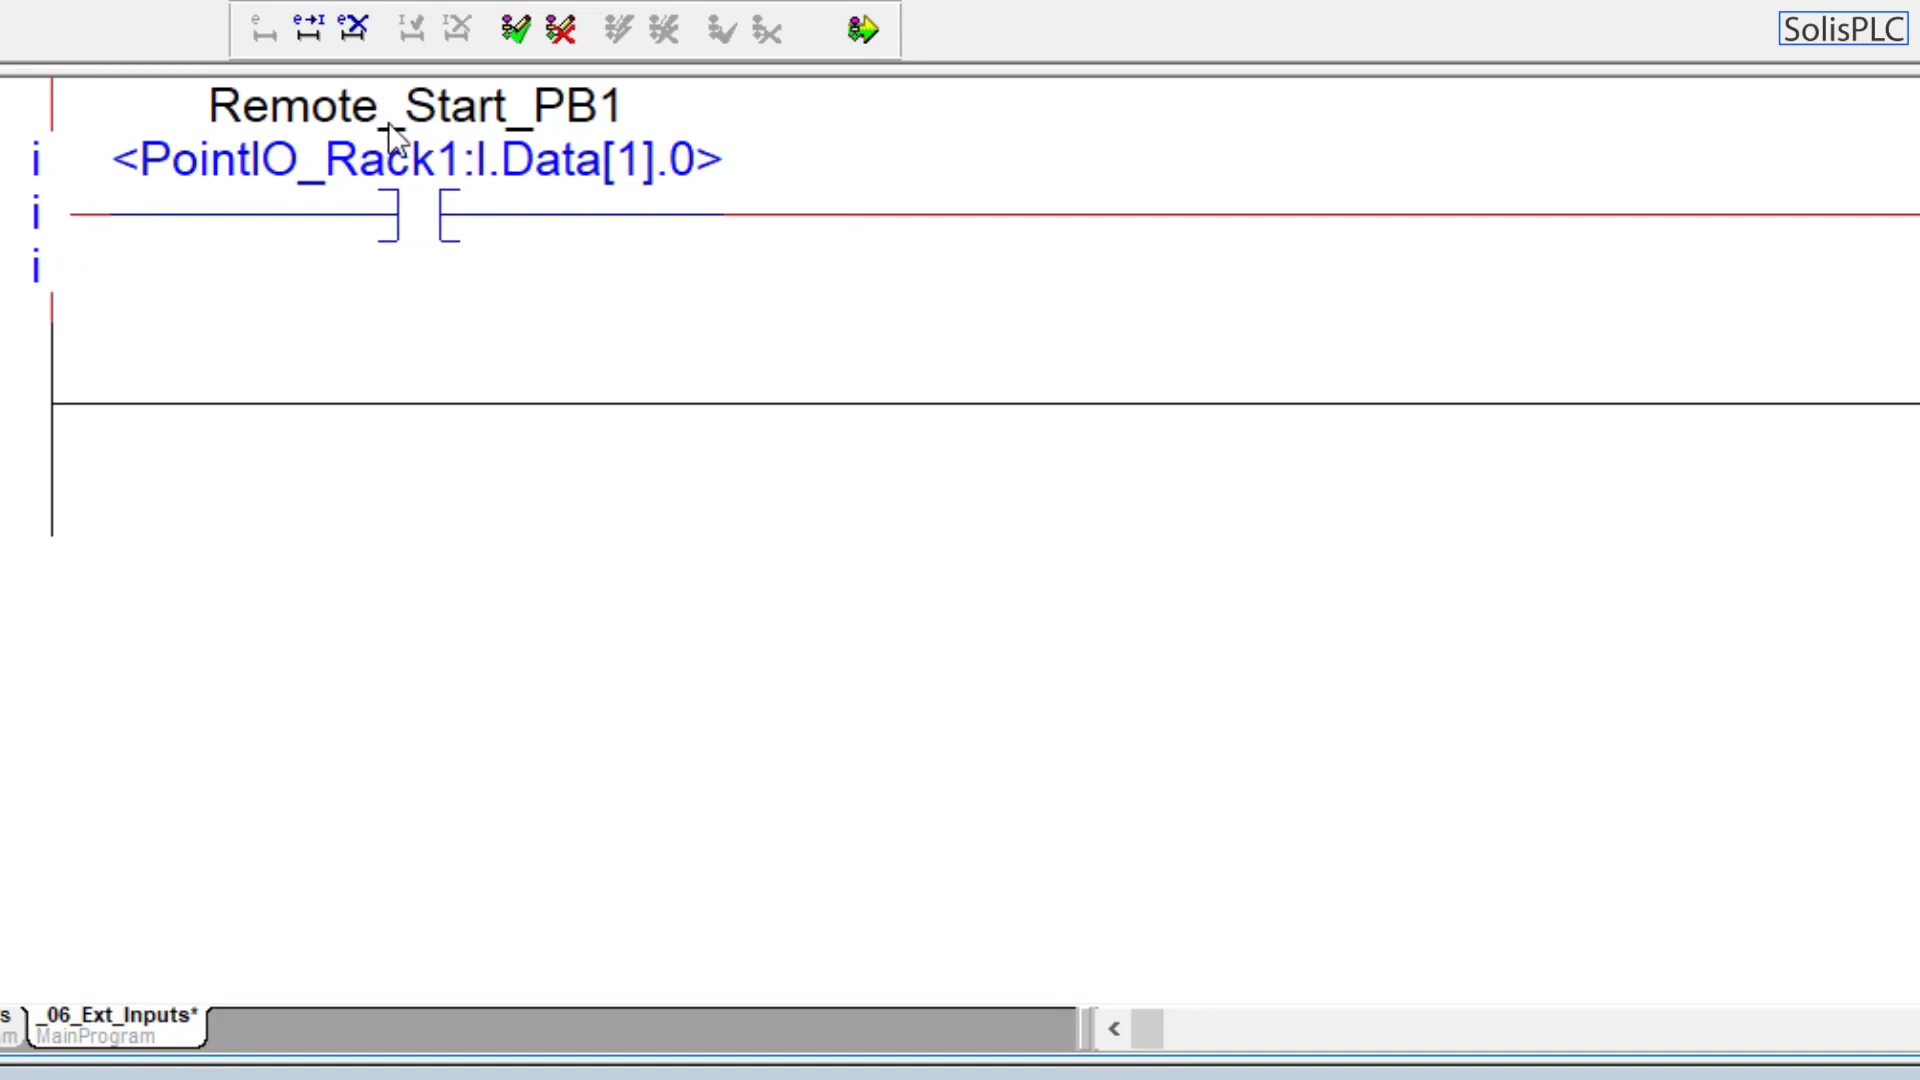 SolisPLC
Remote_Start_PB1
i <PointIO_Rack1:I.Data[1].0>
i
i
s _06_Ext_Inputs*
m MainProgram